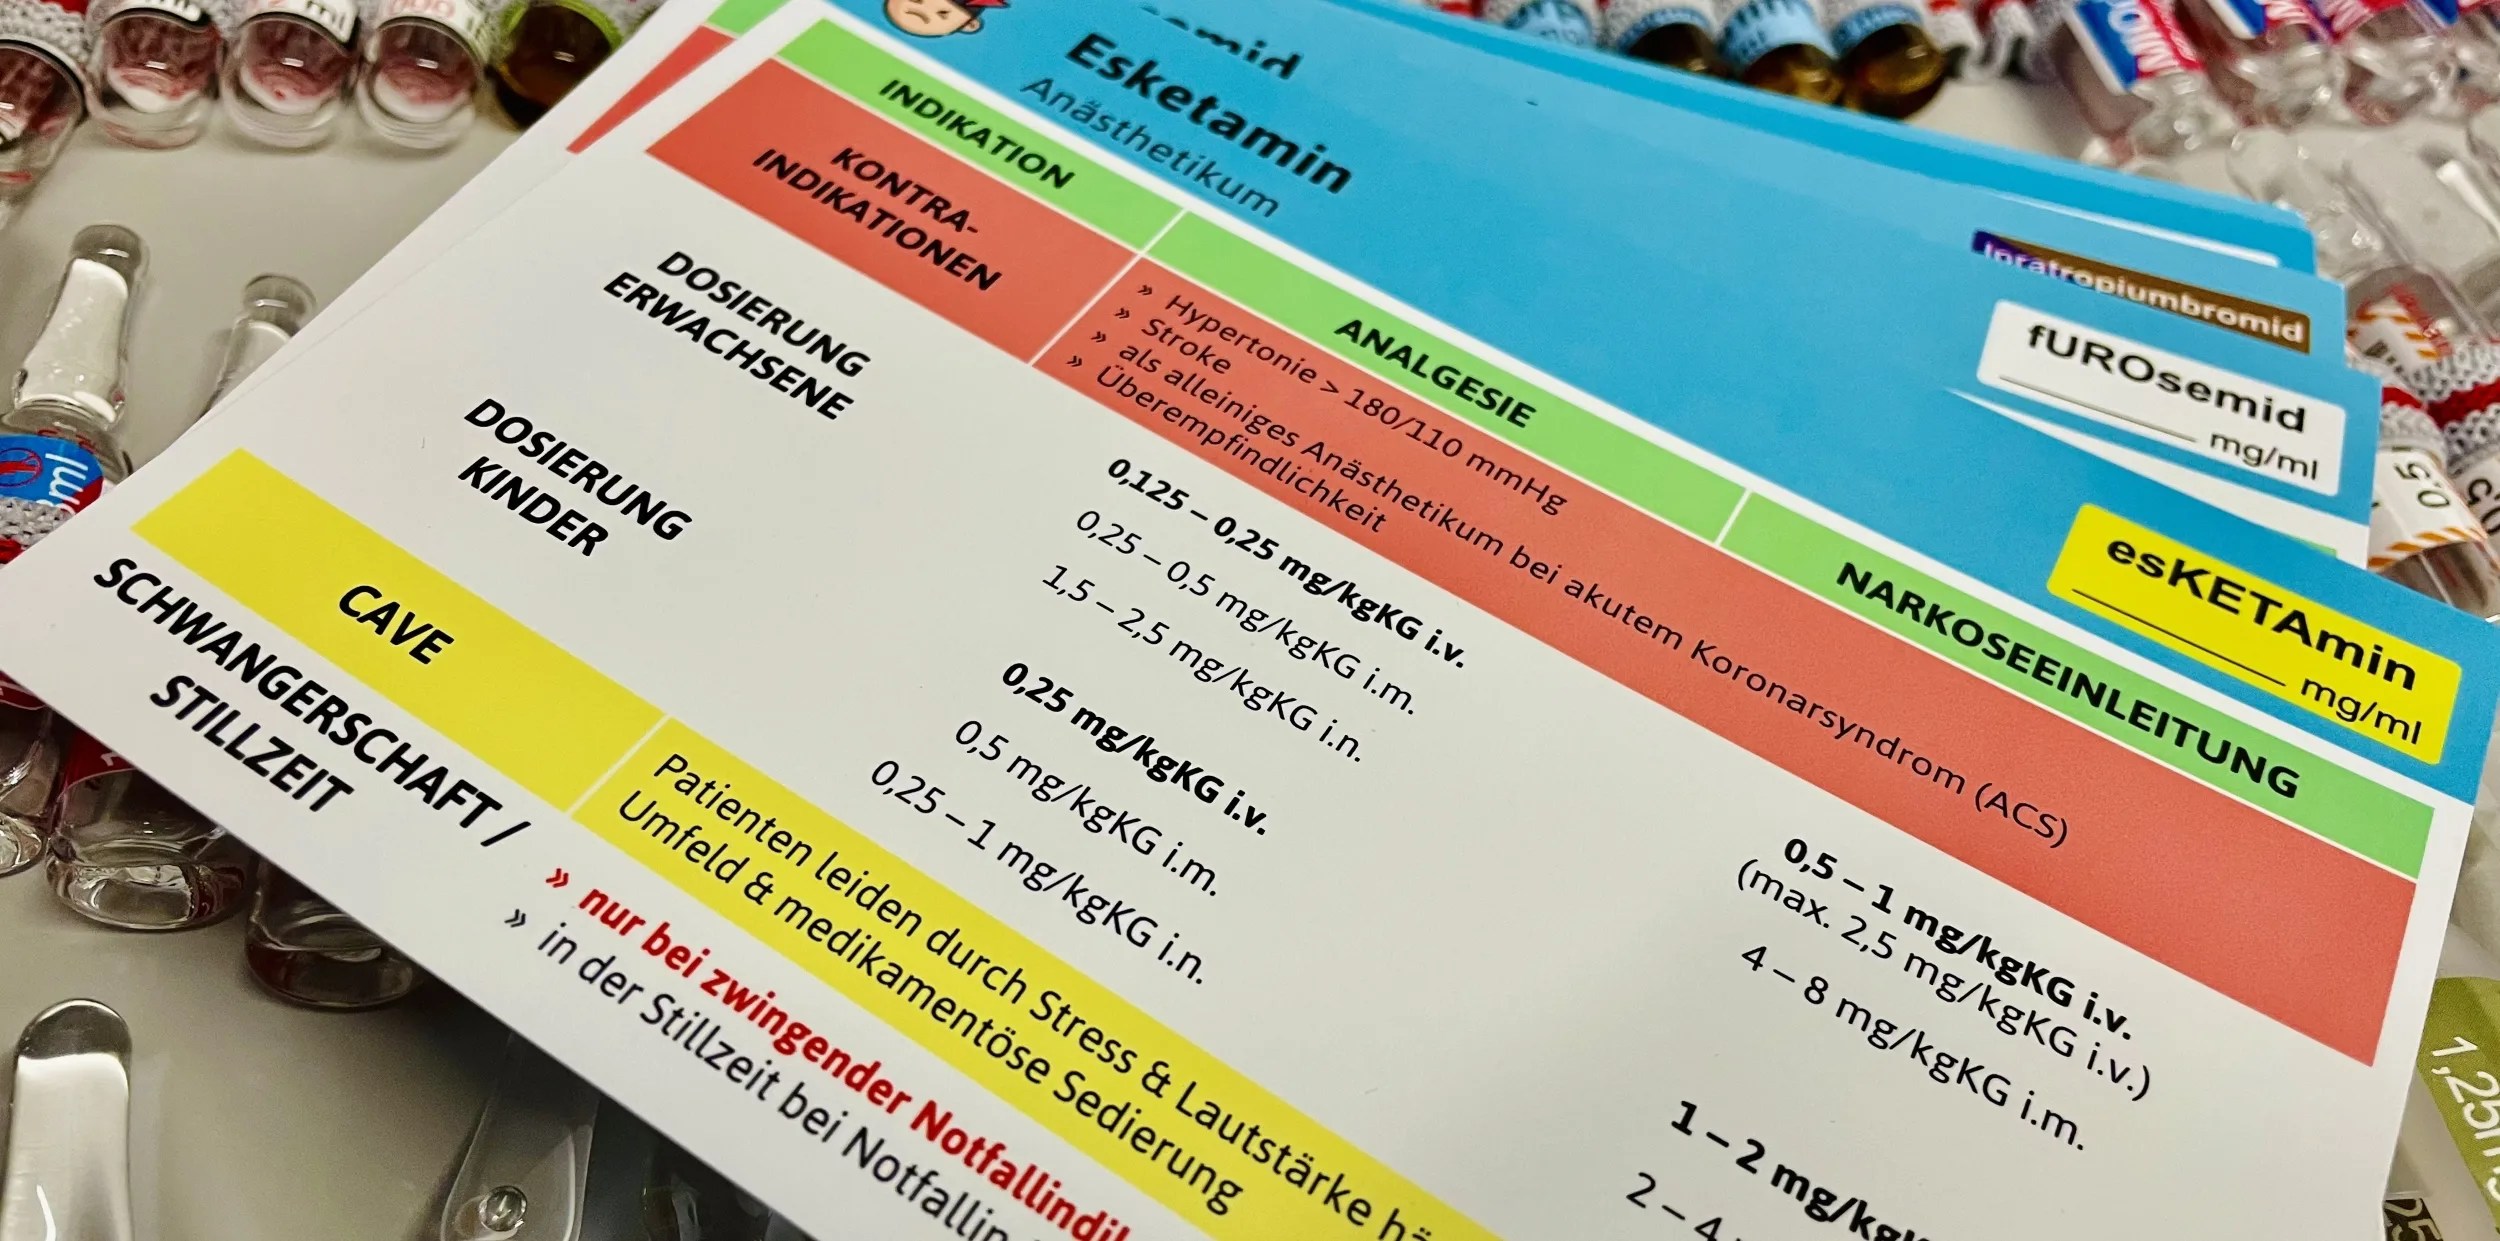 Esketamin
Anästhetikum
Ipratropiumbromid
fUROsemid
mg/ml
esKETAmin
mg/ml
INDIKATION
ANALGESIE
NARKOSEEINLEITUNG
KONTRA-
INDIKATIONEN
» Hypertonie > 180/110 mmHg
» Stroke
» als alleiniges Anästhetikum bei akutem Koronarsyndrom (ACS)
» Überempfindlichkeit
DOSIERUNG
ERWACHSENE
0,125 – 0,25 mg/kgKG i.v.
0,25 – 0,5 mg/kgKG i.m.
1,5 – 2,5 mg/kgKG i.n.
0,5 – 1 mg/kgKG i.v.
(max. 2,5 mg/kgKG i.v.)
4 – 8 mg/kgKG i.m.
DOSIERUNG
KINDER
0,25 mg/kgKG i.v.
0,5 mg/kgKG i.m.
0,25 – 1 mg/kgKG i.n.
1 – 2
2 – 4
CAVE
Patienten leiden durch Stress & Lautstärke
Umfeld & medikamentöse Sedierung
SCHWANGERSCHAFT /
STILLZEIT
» nur bei zwingender
» in der Stillzeit bei